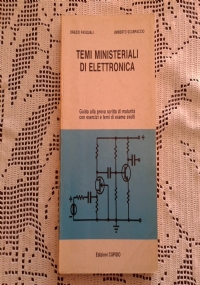 ORAZIO PASQUALI UMBERTO SCARNICCIO
TEMI MINISTERIALI
DI ELETTRONICA
Guida alla prova scritta di maturità
con esercizi e temi di esame svolti
Edizioni CUPIDO